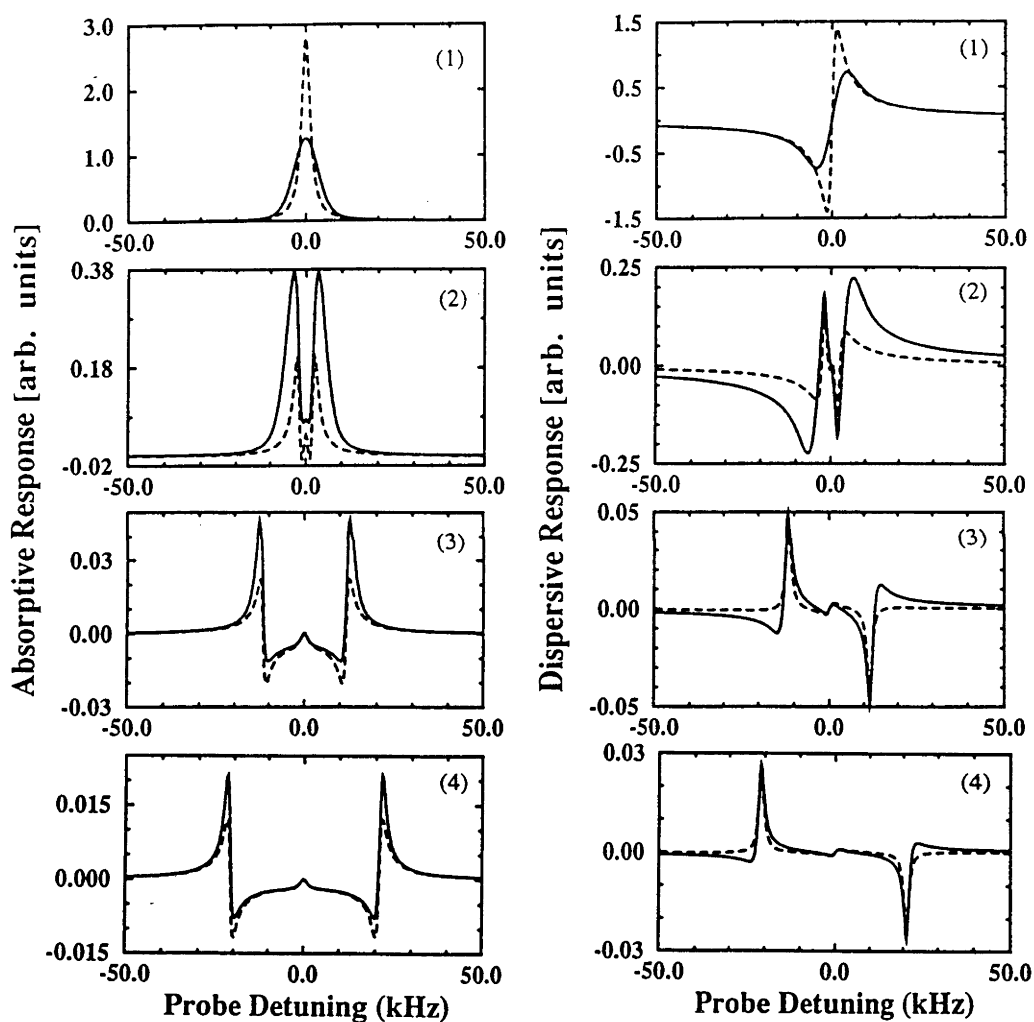 Absorptive Response [arb. units]
3.0
2.0
1.0
0.0
(1)
-50.0 0.0 50.0
0.38
0.18
-0.02
(2)
-50.0 0.0 50.0
0.03
0.00
-0.03
(3)
-50.0 0.0 50.0
0.015
0.000
-0.015
(4)
-50.0 0.0 50.0
Probe Detuning (kHz)
Dispersive Response [arb. units]
1.5
0.5
-0.5
-1.5
(1)
-50.0 0.0 50.0
0.25
0.00
-0.25
(2)
-50.0 0.0 50.0
0.05
0.00
-0.05
(3)
-50.0 0.0 50.0
0.03
0.00
-0.03
(4)
-50.0 0.0 50.0
Probe Detuning (kHz)